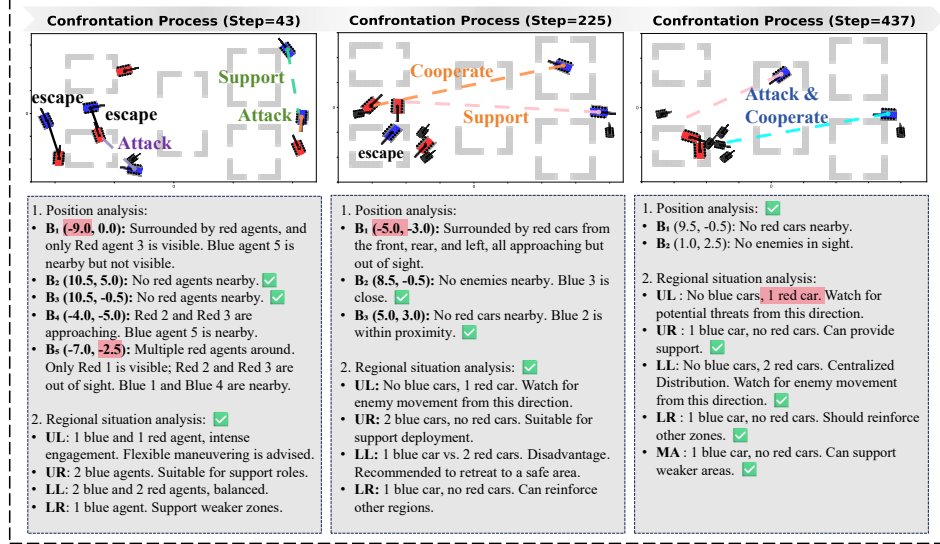 Confrontation Process (Step=43)
Confrontation Process (Step=225)
Confrontation Process (Step=437)
Support
escape
escape
Attack
Attack
Cooperate
Support
escape
Attack &
Cooperate
1. Position analysis:
• B₁ (-9.0, 0.0): Surrounded by red agents, and
only Red agent 3 is visible. Blue agent 5 is
nearby but not visible.
• B₂ (10.5, 5.0): No red agents nearby. ✅
• B₃ (10.5, -0.5): No red agents nearby. ✅
• B₄ (-4.0, -5.0): Red 2 and Red 3 are
approaching. Blue agent 5 is nearby.
• B₅ (-7.0, -2.5): Multiple red agents around.
Only Red 1 is visible; Red 2 and Red 3 are
out of sight. Blue 1 and Blue 4 are nearby.
2. Regional situation analysis: ✅
• UL: 1 blue and 1 red agent, intense
engagement. Flexible maneuvering is advised.
• UR: 2 blue agents. Suitable for support roles.
• LL: 2 blue and 2 red agents, balanced.
• LR: 1 blue agent. Support weaker zones.
1. Position analysis:
• B₁ (-5.0, -3.0): Surrounded by red cars from
the front, rear, and left, all approaching but
out of sight.
• B₂ (8.5, -0.5): No enemies nearby. Blue 3 is
close. ✅
• B₃ (5.0, 3.0): No red cars nearby. Blue 2 is
within proximity. ✅
2. Regional situation analysis: ✅
• UL: No blue cars, 1 red car. Watch for
enemy movement from this direction.
• UR: 2 blue cars, no red cars. Suitable for
support deployment.
• LL: 1 blue car vs. 2 red cars. Disadvantage.
Recommended to retreat to a safe area.
• LR: 1 blue car, no red cars. Can reinforce
other regions.
1. Position analysis: ✅
• B₁ (9.5, -0.5): No red cars nearby.
• B₂ (1.0, 2.5): No enemies in sight.
2. Regional situation analysis:
• UL : No blue cars, 1 red car. Watch for
potential threats from this direction.
• UR : 1 blue car, no red cars. Can provide
support. ✅
• LL: No blue cars, 2 red cars. Centralized
Distribution. Watch for enemy movement
from this direction. ✅
• LR : 1 blue car, no red cars. Should reinforce
other zones. ✅
• MA : 1 blue car, no red cars. Can support
weaker areas. ✅